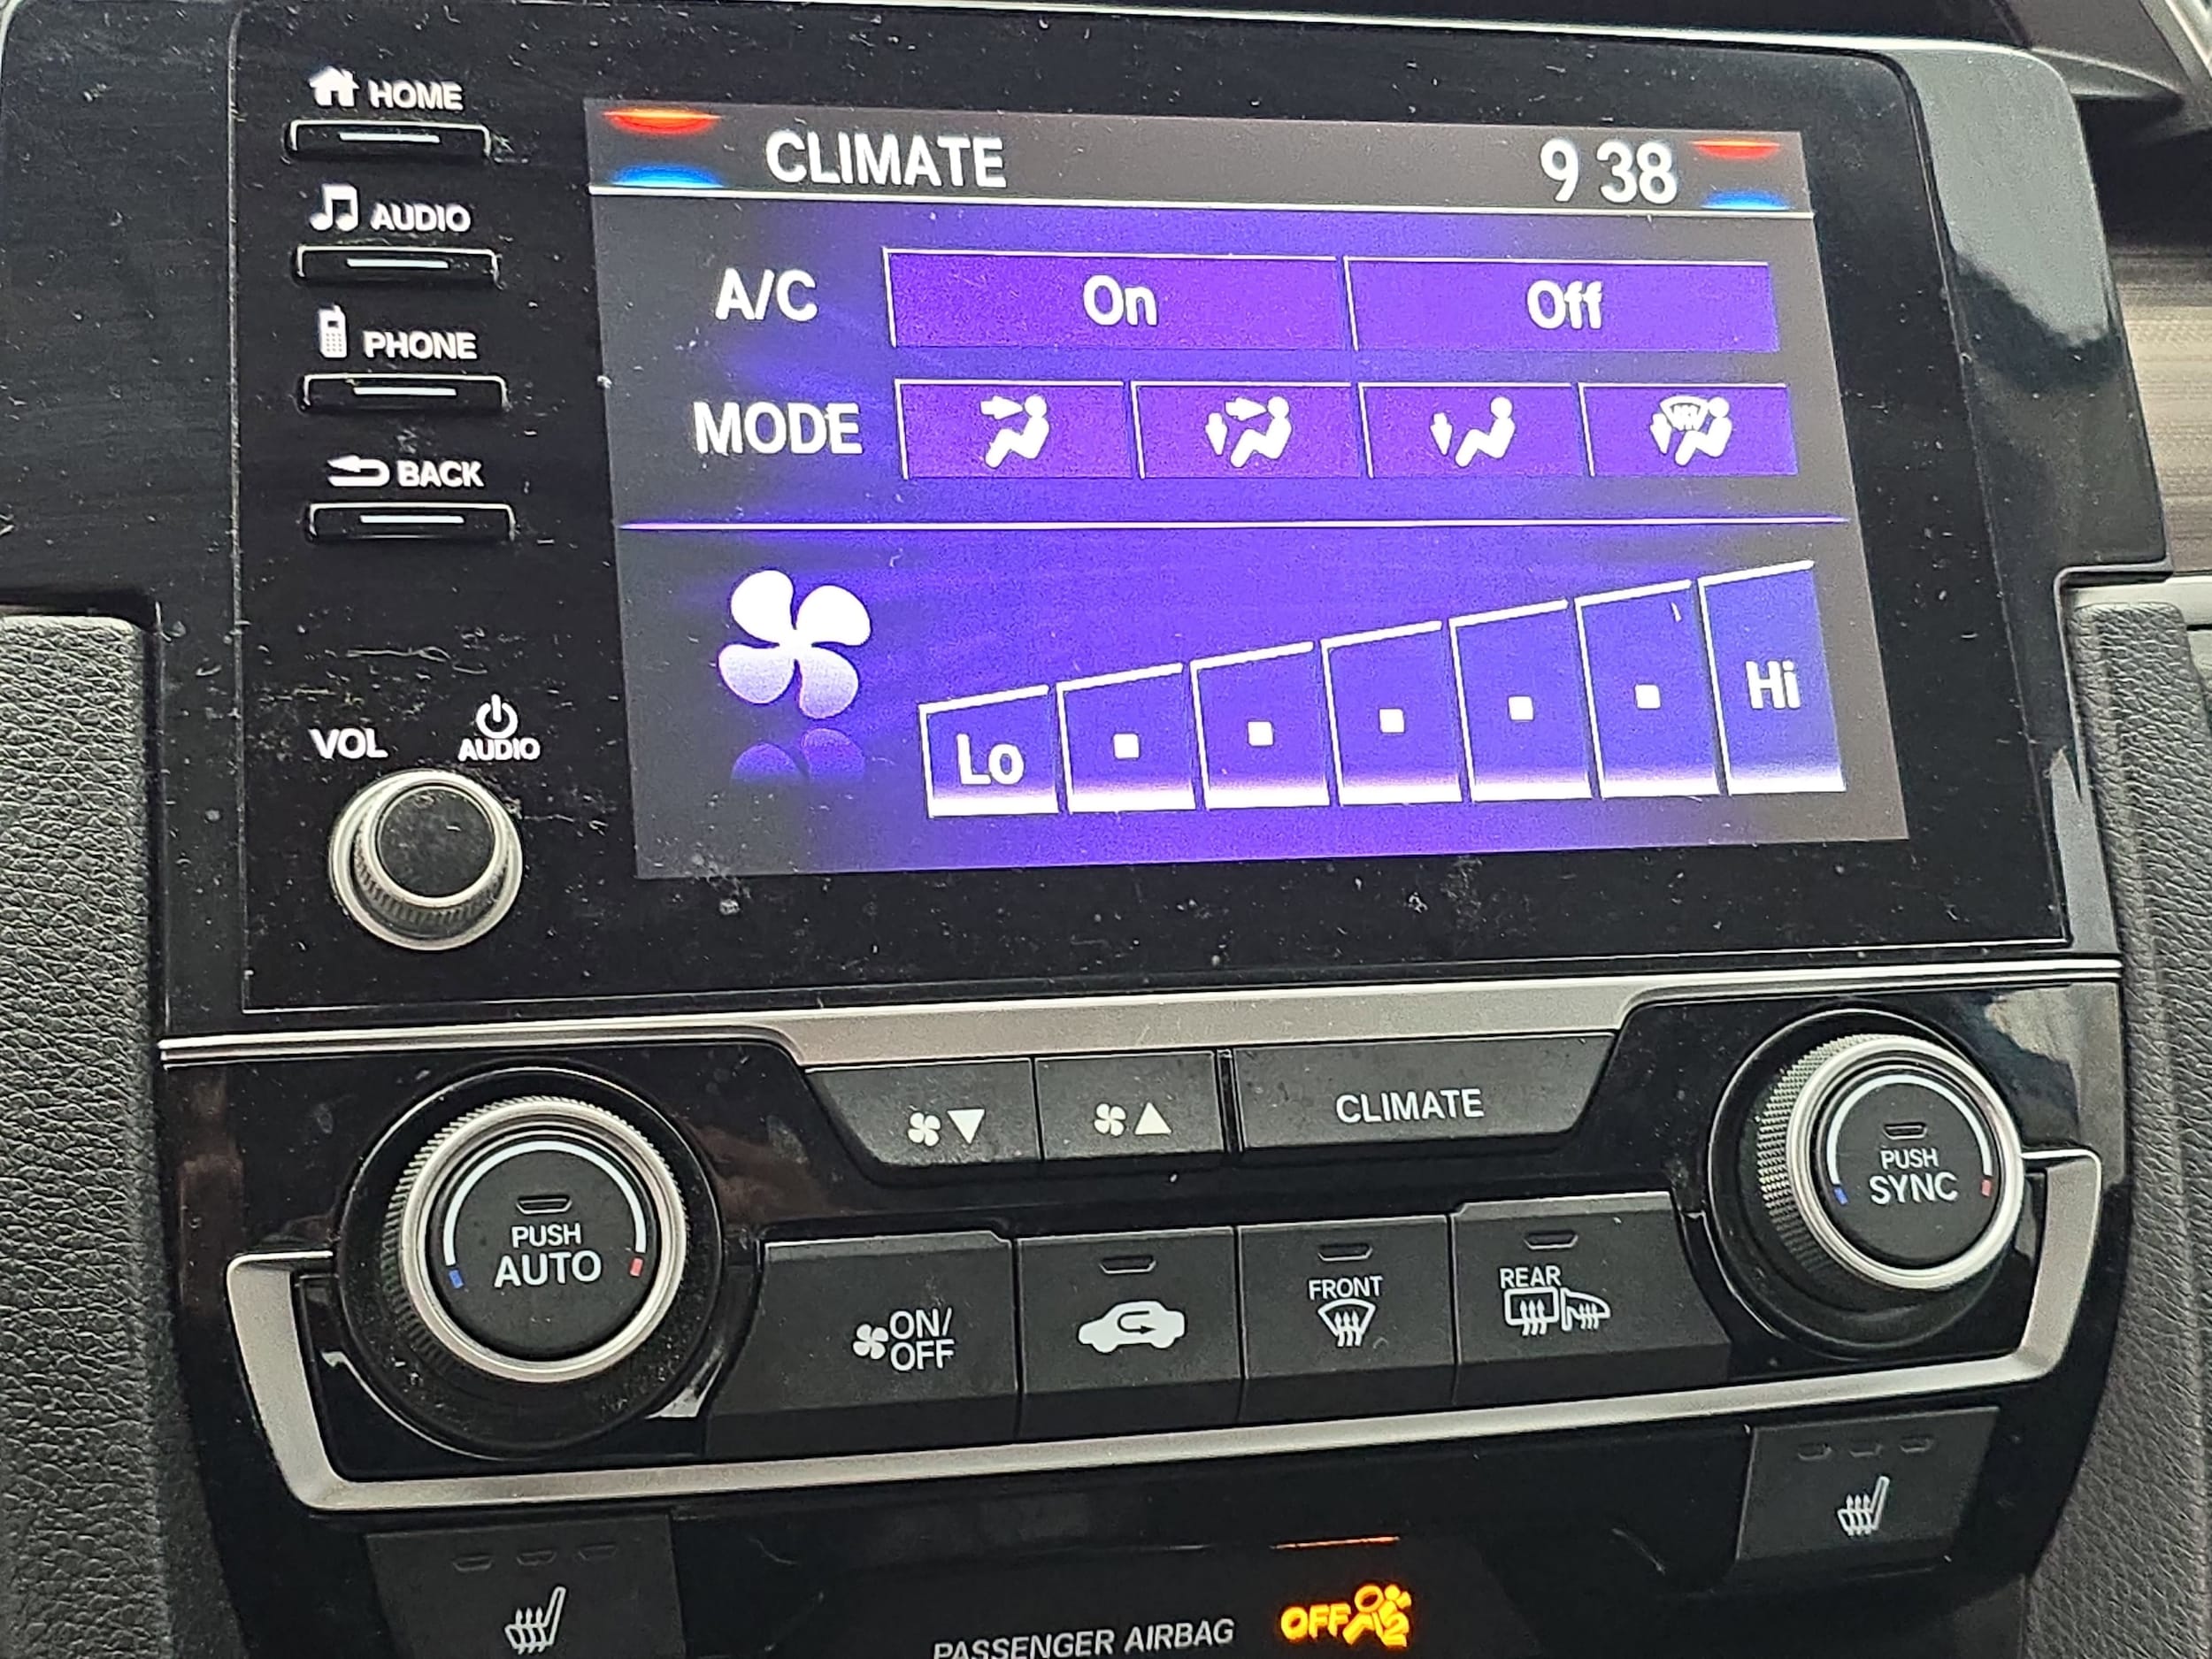 HOME
AUDIO
PHONE
BACK
VOL
AUDIO
CLIMATE 9 38
A/C On Off
MODE
Lo Hi
CLIMATE
PUSH
AUTO
PUSH
SYNC
ON/
OFF
FRONT
REAR
PASSENGER AIRBAG OFF 2